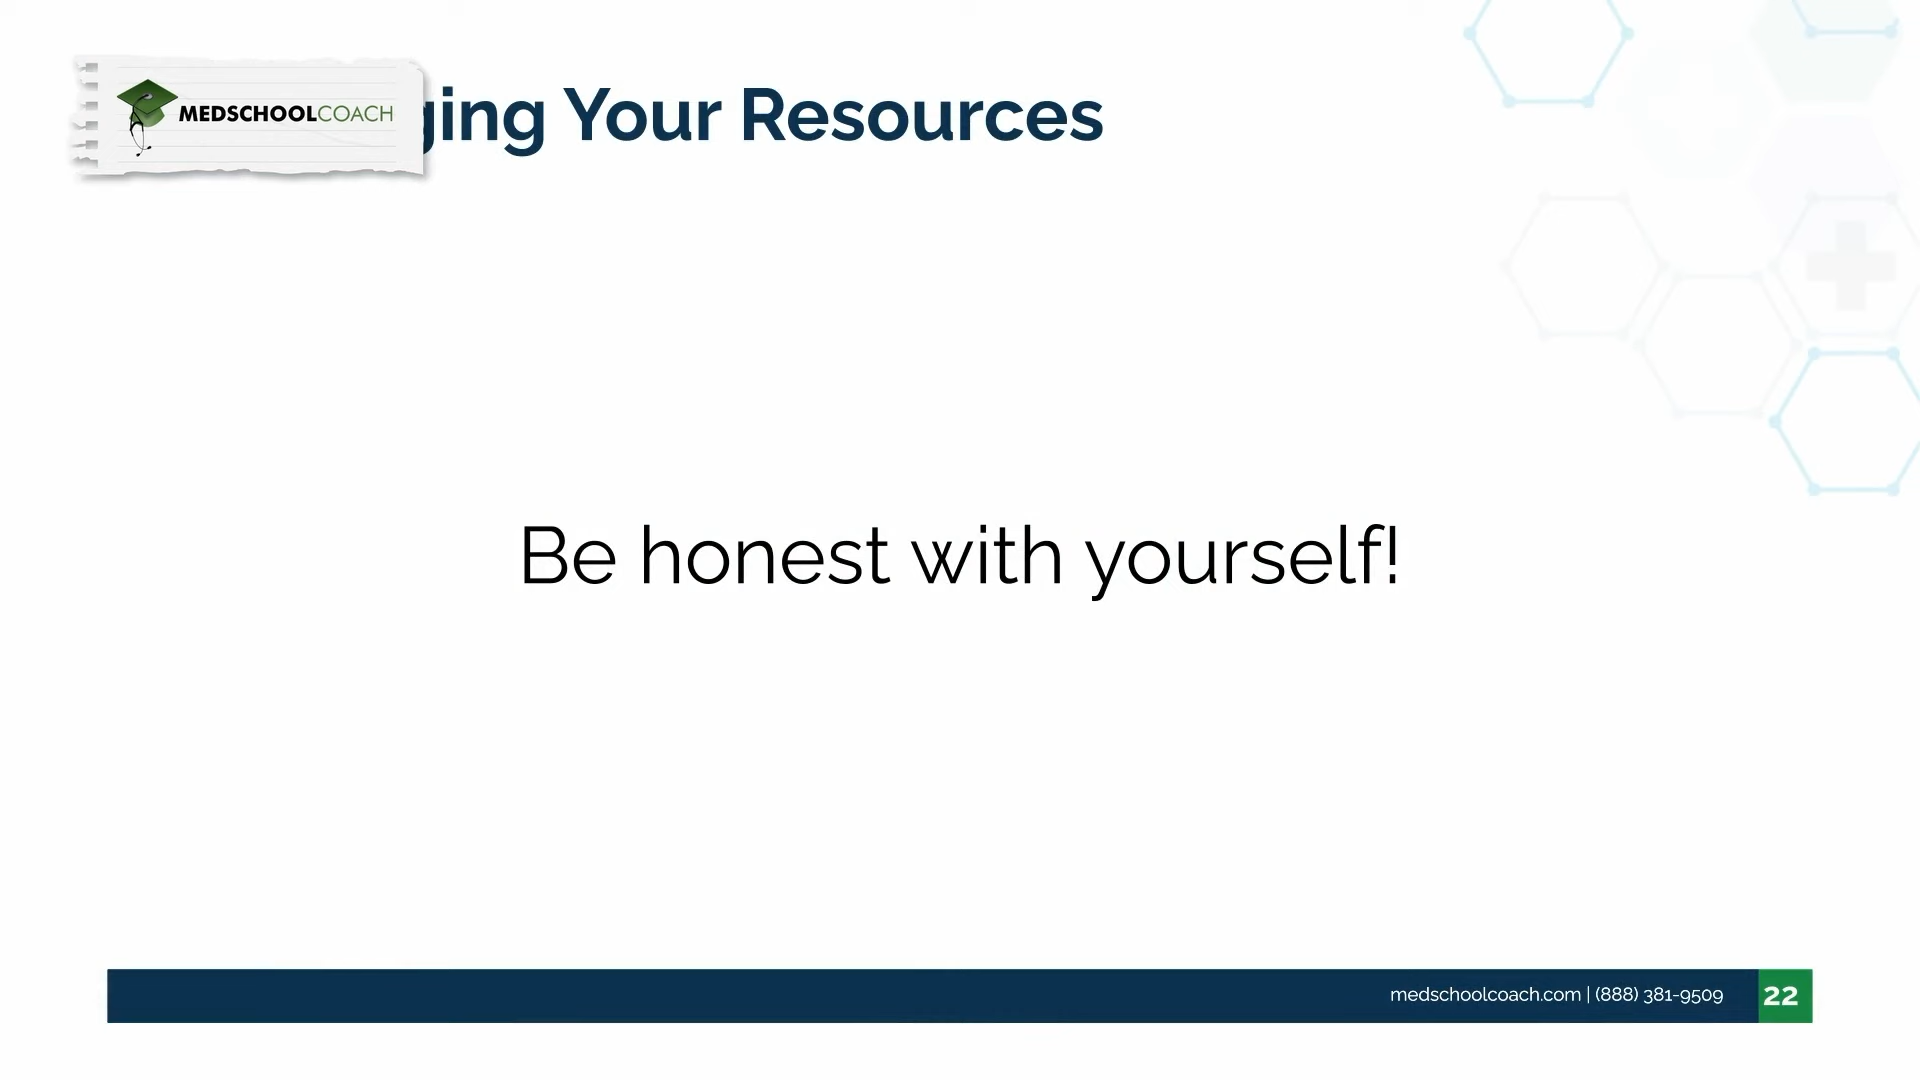 MEDSCHOOLCOACH
ging Your Resources
Be honest with yourself!
medschoolcoach.com | (888) 381-9509
22